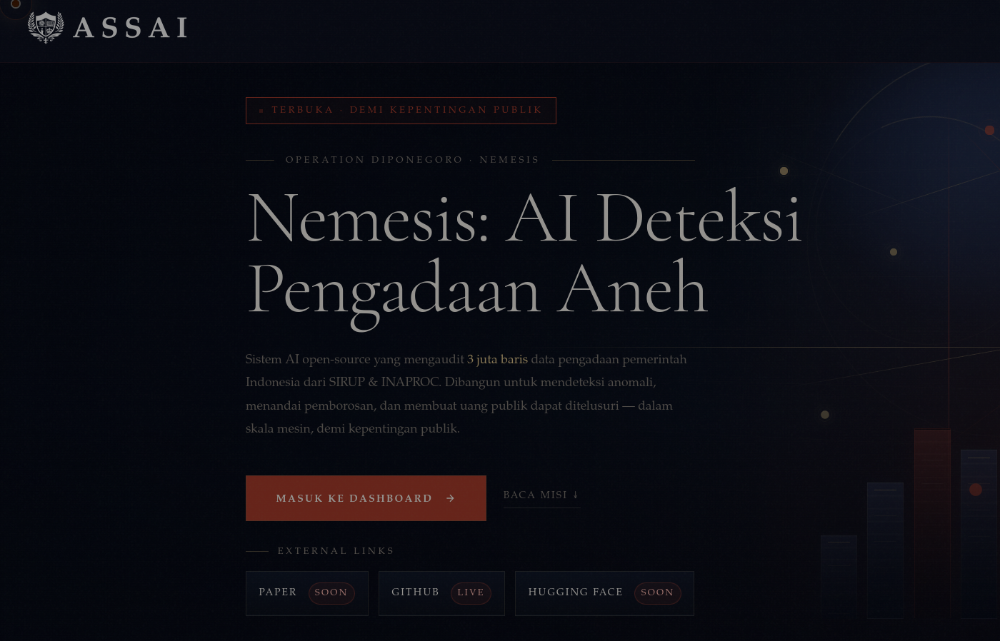 ASSAI
TERBUKA · DEMI KEPENTINGAN PUBLIK
OPERATION DIPONEGORO · NEMESIS
Nemesis: AI Deteksi
Pengadaan Aneh
Sistem AI open-source yang mengaudit 3 juta baris data pengadaan pemerintah
Indonesia dari SIRUP & INAPROC. Dibangun untuk mendeteksi anomali,
menandai pemborosan, dan membuat uang publik dapat ditelusuri — dalam
skala mesin, demi kepentingan publik.
MASUK KE DASHBOARD →
BACA MISI ↓
EXTERNAL LINKS
PAPER SOON
GITHUB LIVE
HUGGING FACE SOON